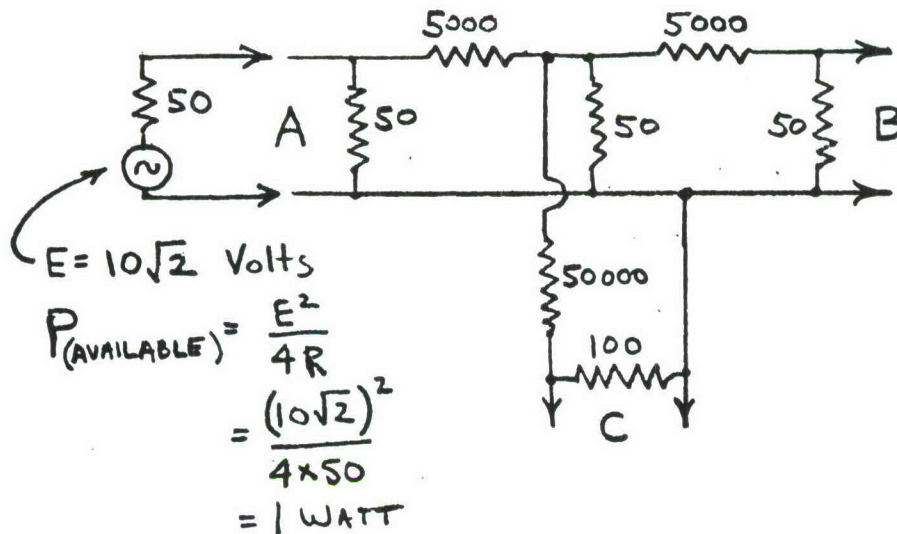 5000 5000
50 A 50 50 50 B
E = 10√2 Volts
50000
P(AVAILABLE) = E²
4R
100
= (10√2)²
4×50
C
= 1 WATT